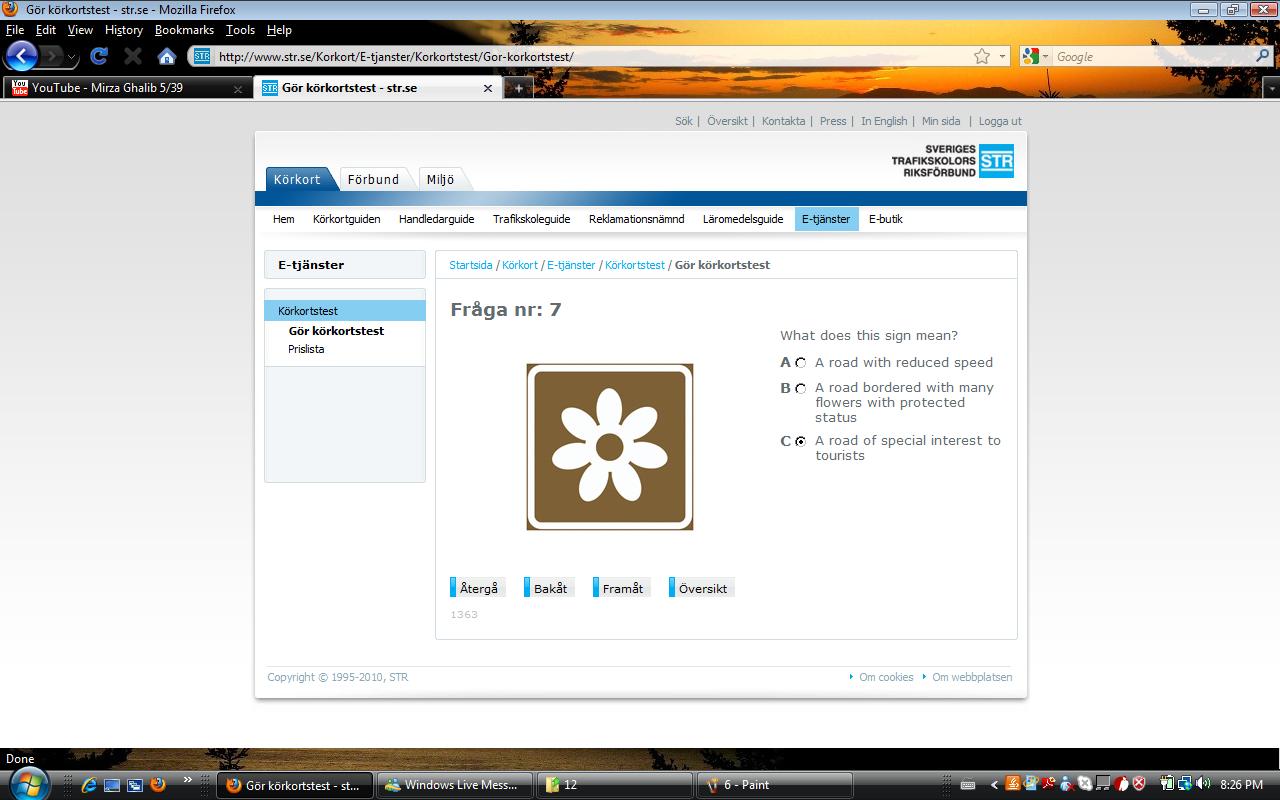 Gör körkortstest - str.se - Mozilla Firefox
File Edit View History Bookmarks Tools Help
STR http://www.str.se/Korkort/E-tjanster/Korkortstest/Gor-korkortstest/ Google
You Tube YouTube - Mirza Ghalib 5/39 STR Gör körkortstest - str.se
Sök | Översikt | Kontakta | Press | In English | Min sida | Logga ut
SVERIGES
TRAFIKSKOLORS
RIKSFÖRBUND
STR
Körkort Förbund Miljö
Hem Körkortguiden Handledarguide Trafikskoleguide Reklamationsnämnd Läromedelsguide E-tjänster E-butik
E-tjänster
Körkortstest
Gör körkortstest
Prislista
Startsida / Körkort / E-tjänster / Körkortstest / Gör körkortstest
Fråga nr: 7
What does this sign mean?
A A road with reduced speed
B A road bordered with many
flowers with protected
status
C A road of special interest to
tourists
Återgå Bakåt Framåt Översikt
1363
Copyright © 1995-2010, STR
Om cookies Om webbplatsen
Done
Gör körkortstest - st... Windows Live Mess... 12 6 - Paint 8:26 PM